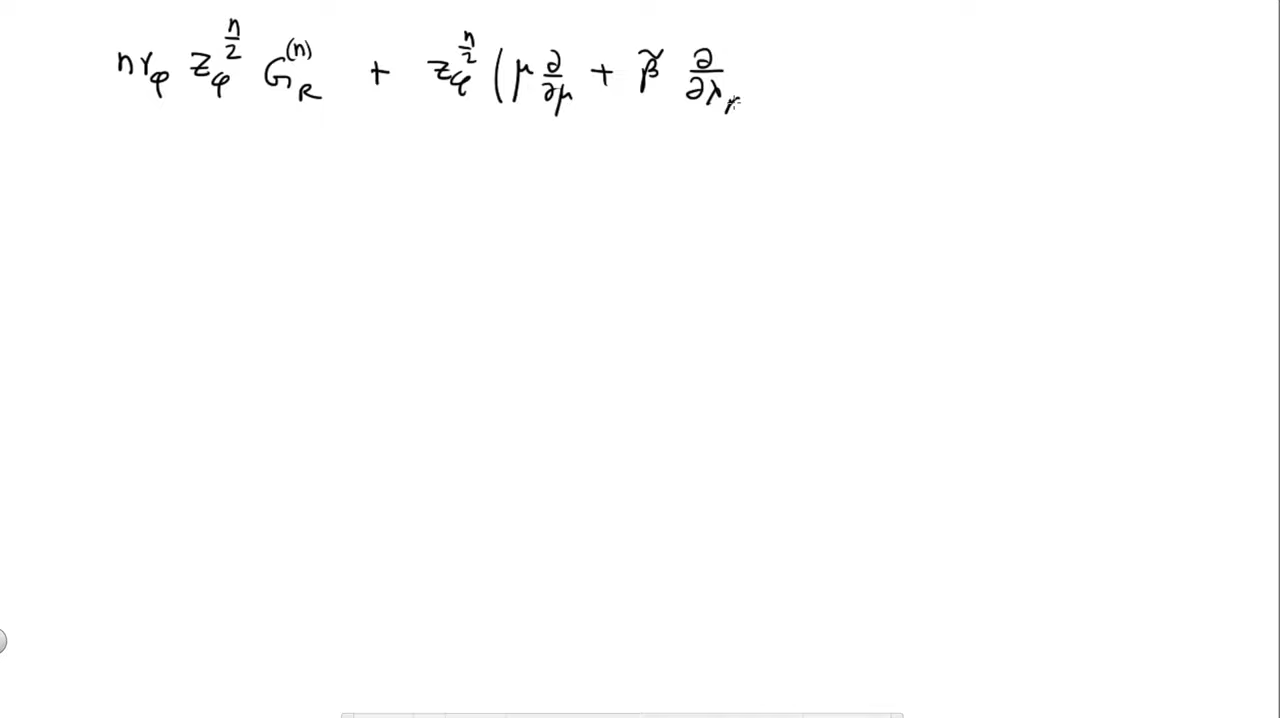 nγ_φ Z_φ^{n/2} G_R^{(n)} + Z_φ^{n/2} (μ ∂/∂μ + β̃ ∂/∂λ